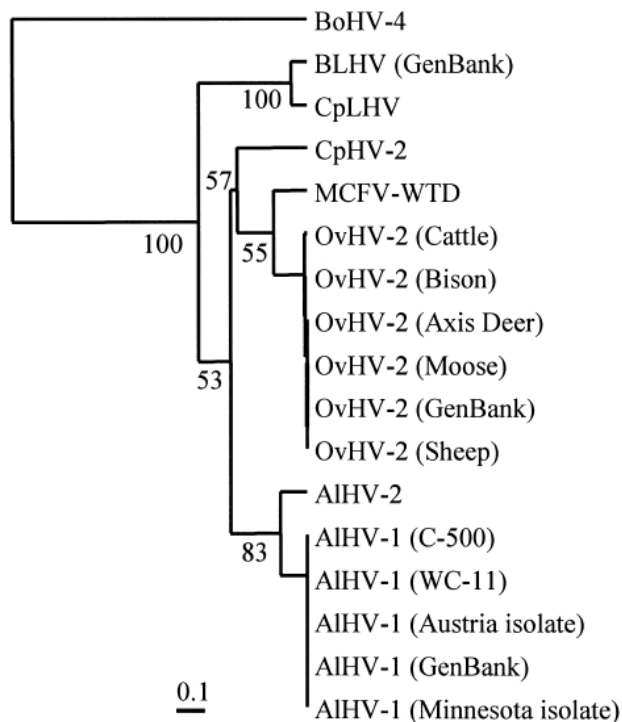 BoHV-4
BLHV (GenBank)
100
CpLHV
CpHV-2
57
MCFV-WTD
100
55
OvHV-2 (Cattle)
OvHV-2 (Bison)
OvHV-2 (Axis Deer)
OvHV-2 (Moose)
53
OvHV-2 (GenBank)
OvHV-2 (Sheep)
AlHV-2
AlHV-1 (C-500)
83
AlHV-1 (WC-11)
AlHV-1 (Austria isolate)
AlHV-1 (GenBank)
0.1
AlHV-1 (Minnesota isolate)